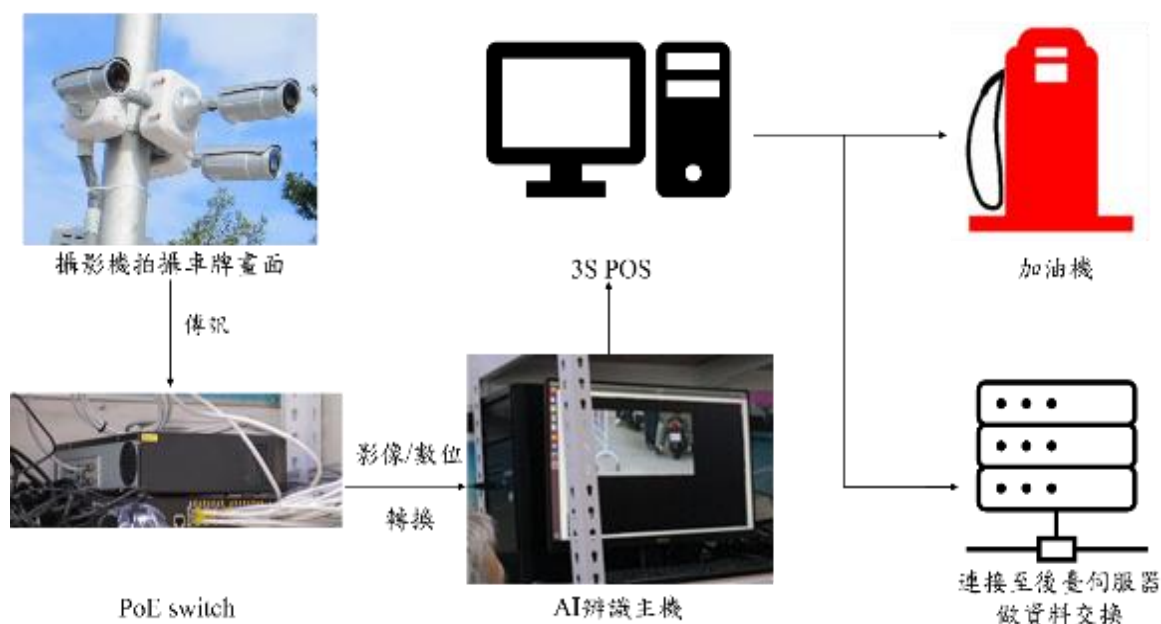 攝影機拍攝車牌畫面
傳訊
PoE switch
影像/數位
轉換
AI辨識主機
3S POS
加油機
連接至後臺伺服器
做資料交換